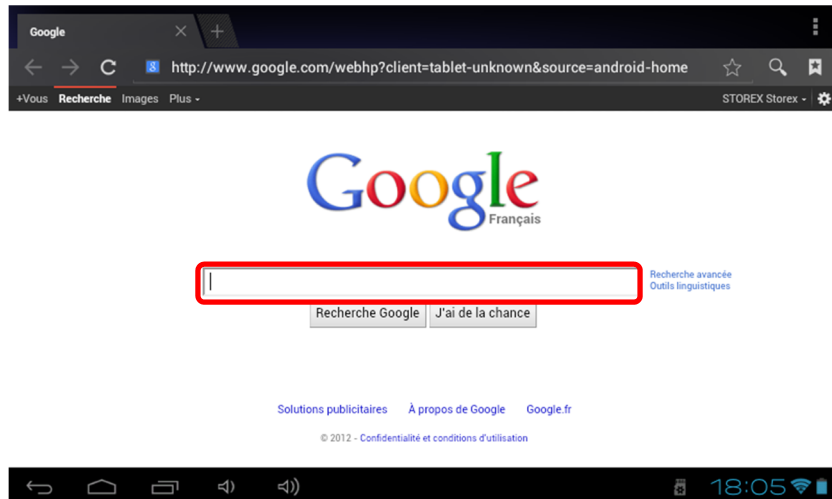 Google
http://www.google.com/webhp?client=tablet-unknown&source=android-home
+Vous Recherche Images Plus STOREX Storex
Google
Français
Recherche avancée
Outils linguistiques
Recherche Google J'ai de la chance
Solutions publicitaires À propos de Google Google.fr
© 2012 - Confidentialité et conditions d'utilisation
18:05